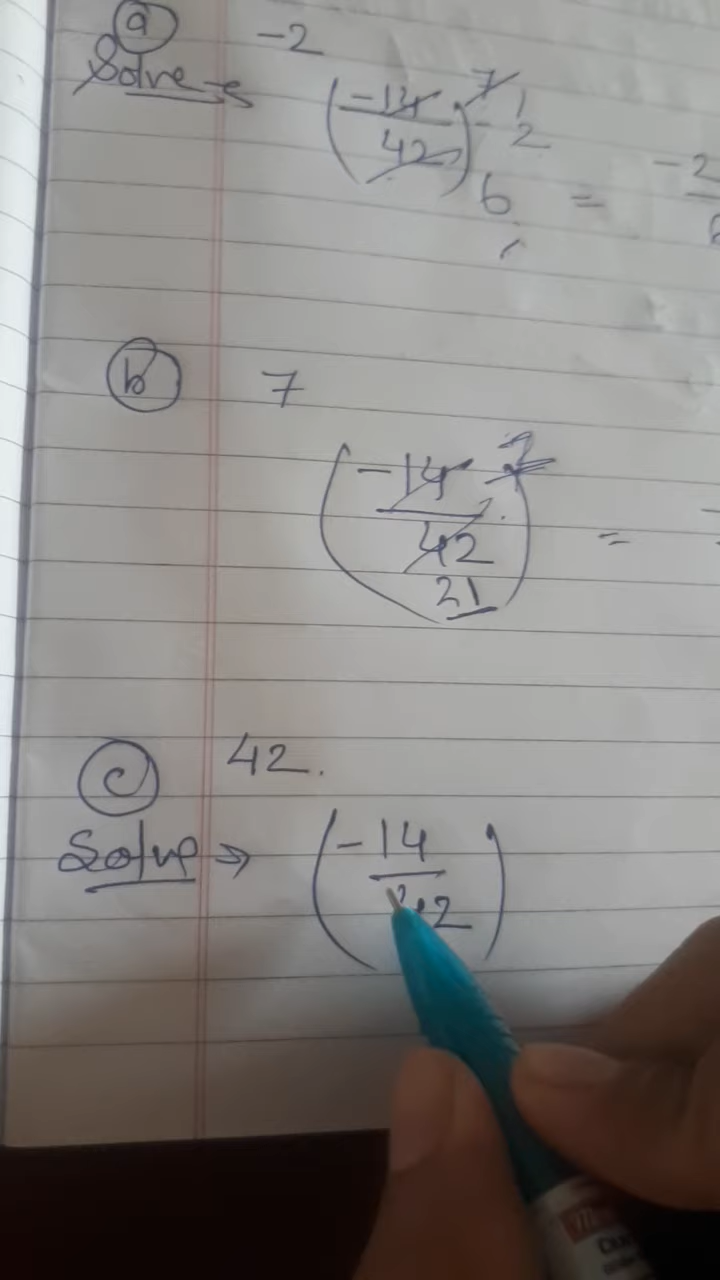 a -2
Solve →
(-14/42) 7 1
- 2
6 = -2
b 7
(-14/42) 7
=
21
c 42.
Solve → (-14/42)